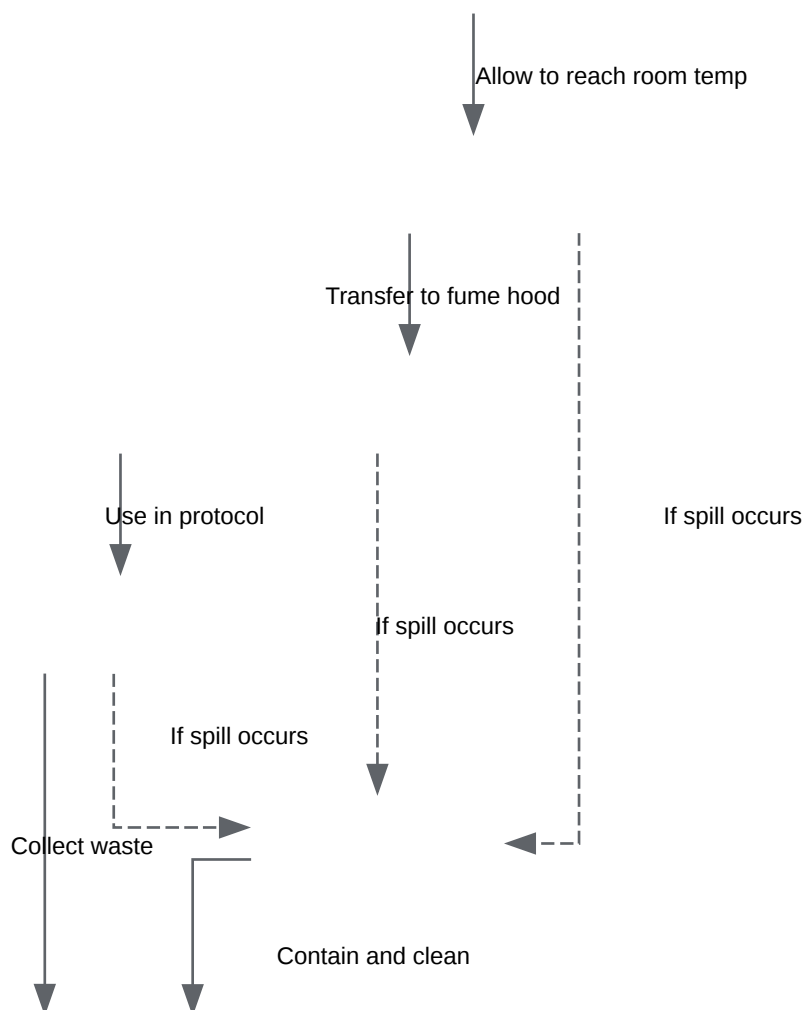 Allow to reach room temp
Transfer to fume hood
Use in protocol
If spill occurs
If spill occurs
If spill occurs
Collect waste
Contain and clean